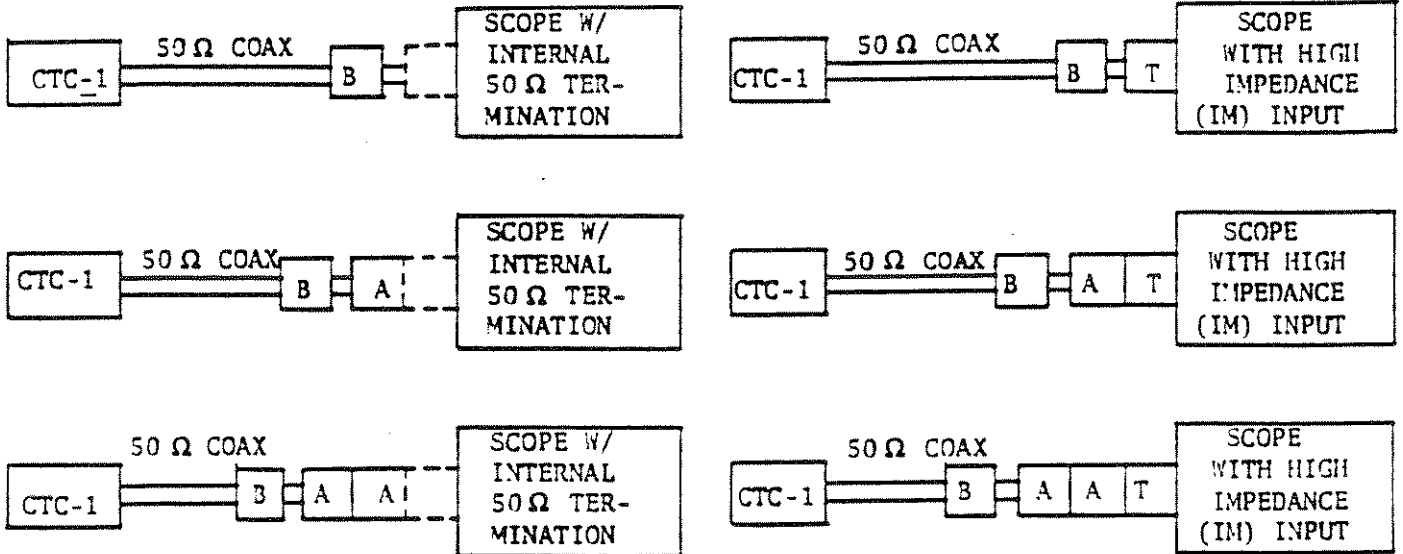 SCOPE W/
INTERNAL
50 Ω TER-
MINATION
50 Ω COAX
CTC-1
B
SCOPE
WITH HIGH
IMPEDANCE
(IM) INPUT
50 Ω COAX
CTC-1
B
T
SCOPE W/
INTERNAL
50 Ω TER-
MINATION
50 Ω COAX
CTC-1
B
A
SCOPE
WITH HIGH
IMPEDANCE
(IM) INPUT
50 Ω COAX
CTC-1
B
A
T
SCOPE W/
INTERNAL
50 Ω TER-
MINATION
50 Ω COAX
CTC-1
B
A
A
SCOPE
WITH HIGH
IMPEDANCE
(IM) INPUT
50 Ω COAX
CTC-1
B
A
A
T